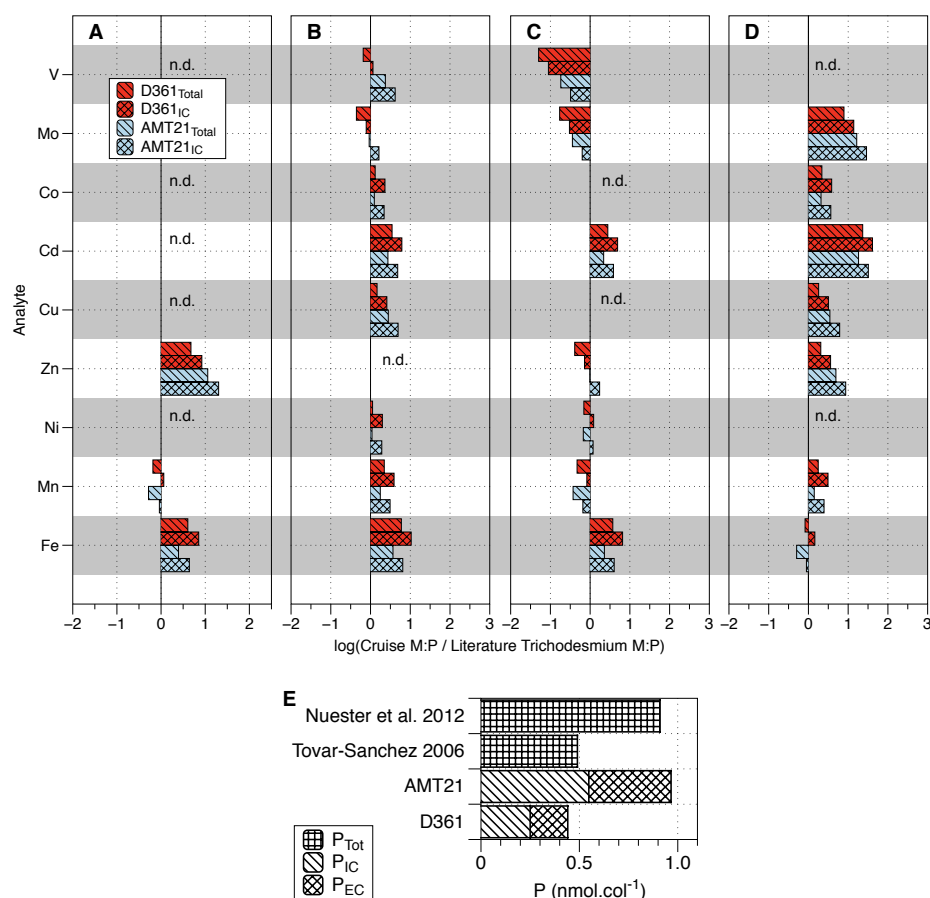 A
B
C
D
V
n.d.
n.d.
D361Total
D361IC
AMT21Total
AMT21IC
Mo
Co
n.d.
n.d.
Cd
n.d.
Cu
n.d.
n.d.
Zn
n.d.
Ni
n.d.
n.d.
Mn
Fe
Analyte
−2 −1 0 1 2
−2 −1 0 1 2 3
−2 −1 0 1 2 3
−2 −1 0 1 2 3
log(Cruise M:P / Literature Trichodesmium M:P)
E
Nuester et al. 2012
Tovar-Sanchez 2006
AMT21
D361
PTot
PIC
PEC
0 0.5 1.0
P (nmol.col-1)